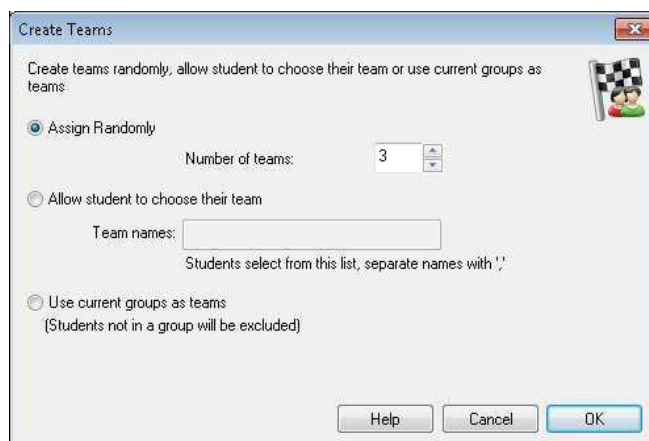 Create Teams
Create teams randomly, allow student to choose their team or use current groups as
teams
Assign Randomly
Number of teams: 3
Allow student to choose their team
Team names:
Students select from this list, separate names with ','
Use current groups as teams
(Students not in a group will be excluded)
Help Cancel OK